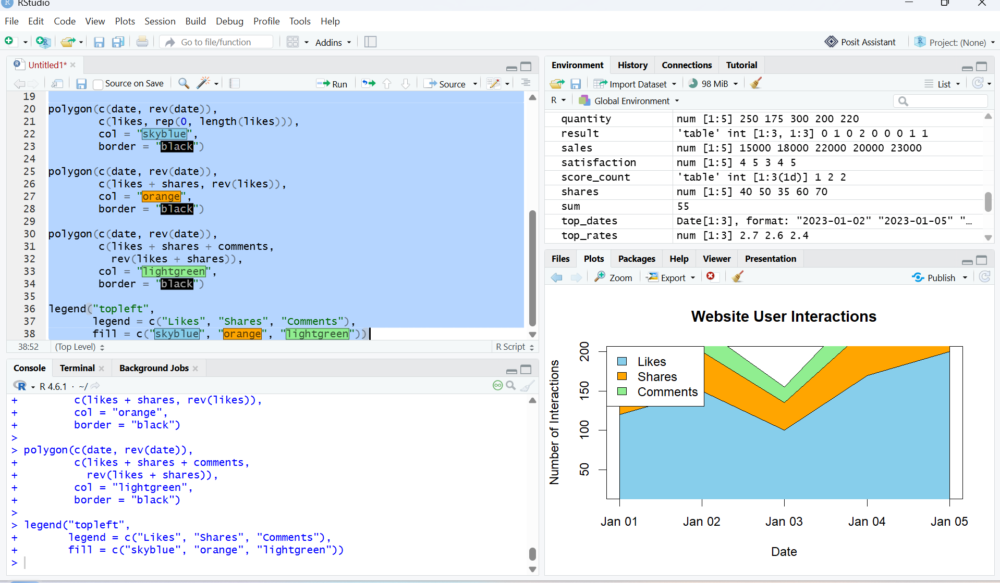 RStudio
File Edit Code View Plots Session Build Debug Profile Tools Help
Go to file/function Addins Posit Assistant Project: (None)
Untitled1*
Source on Save Run Source
19
20 polygon(c(date, rev(date)),
21 c(likes, rep(0, length(likes))),
22 col = "skyblue",
23 border = "black")
24
25 polygon(c(date, rev(date)),
26 c(likes + shares, rev(likes)),
27 col = "orange",
28 border = "black")
29
30 polygon(c(date, rev(date)),
31 c(likes + shares + comments,
32 rev(likes + shares)),
33 col = "lightgreen",
34 border = "black")
35
36 legend("topleft",
37 legend = c("Likes", "Shares", "Comments"),
38 fill = c("skyblue", "orange", "lightgreen"))
38:52 (Top Level) R Script
Console Terminal Background Jobs
R 4.6.1 · ~/
+ c(likes + shares, rev(likes)),
+ col = "orange",
+ border = "black")
>
> polygon(c(date, rev(date)),
+ c(likes + shares + comments,
+ rev(likes + shares)),
+ col = "lightgreen",
+ border = "black")
>
> legend("topleft",
+ legend = c("Likes", "Shares", "Comments"),
+ fill = c("skyblue", "orange", "lightgreen"))
>
Environment History Connections Tutorial
Import Dataset 98 MiB List
R Global Environment
quantity num [1:5] 250 175 300 200 220
result 'table' int [1:3, 1:3] 0 1 0 2 0 0 0 1 1
sales num [1:5] 15000 18000 22000 20000 23000
satisfaction num [1:5] 4 5 3 4 5
score_count 'table' int [1:3(1d)] 1 2 2
shares num [1:5] 40 50 35 60 70
sum 55
top_dates Date[1:3], format: "2023-01-02" "2023-01-05" "…
top_rates num [1:3] 2.7 2.6 2.4
Files Plots Packages Help Viewer Presentation
Zoom Export Publish
Website User Interactions
Number of Interactions
200
150
100
50
Likes
Shares
Comments
Jan 01 Jan 02 Jan 03 Jan 04 Jan 05
Date